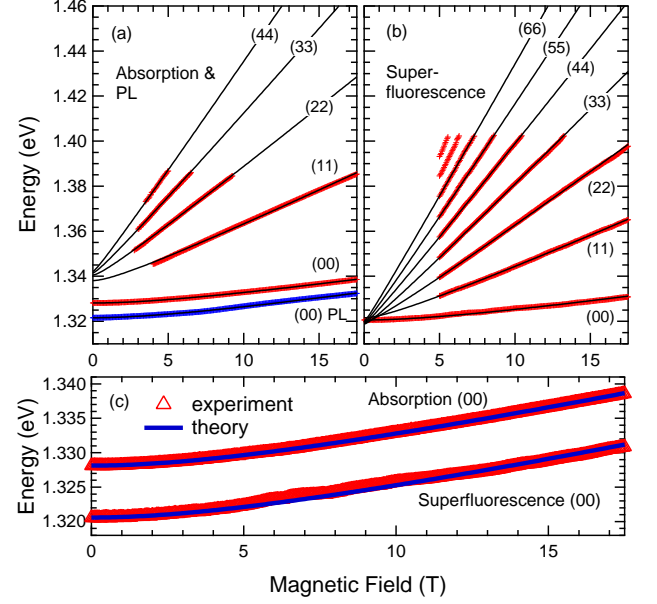 (a)
Absorption &
PL
(44)
(33)
(22)
(11)
(00)
(00) PL
1.46
1.44
1.42
1.40
1.38
1.36
1.34
1.32
Energy (eV)
0
5
10
15
(b)
Super-
fluorescence
(66)
(55)
(44)
(33)
(22)
(11)
(00)
0
5
10
15
(c)
experiment
theory
Absorption (00)
Superfluorescence (00)
1.340
1.330
1.325
1.320
Energy (eV)
0
5
10
15
Magnetic Field (T)